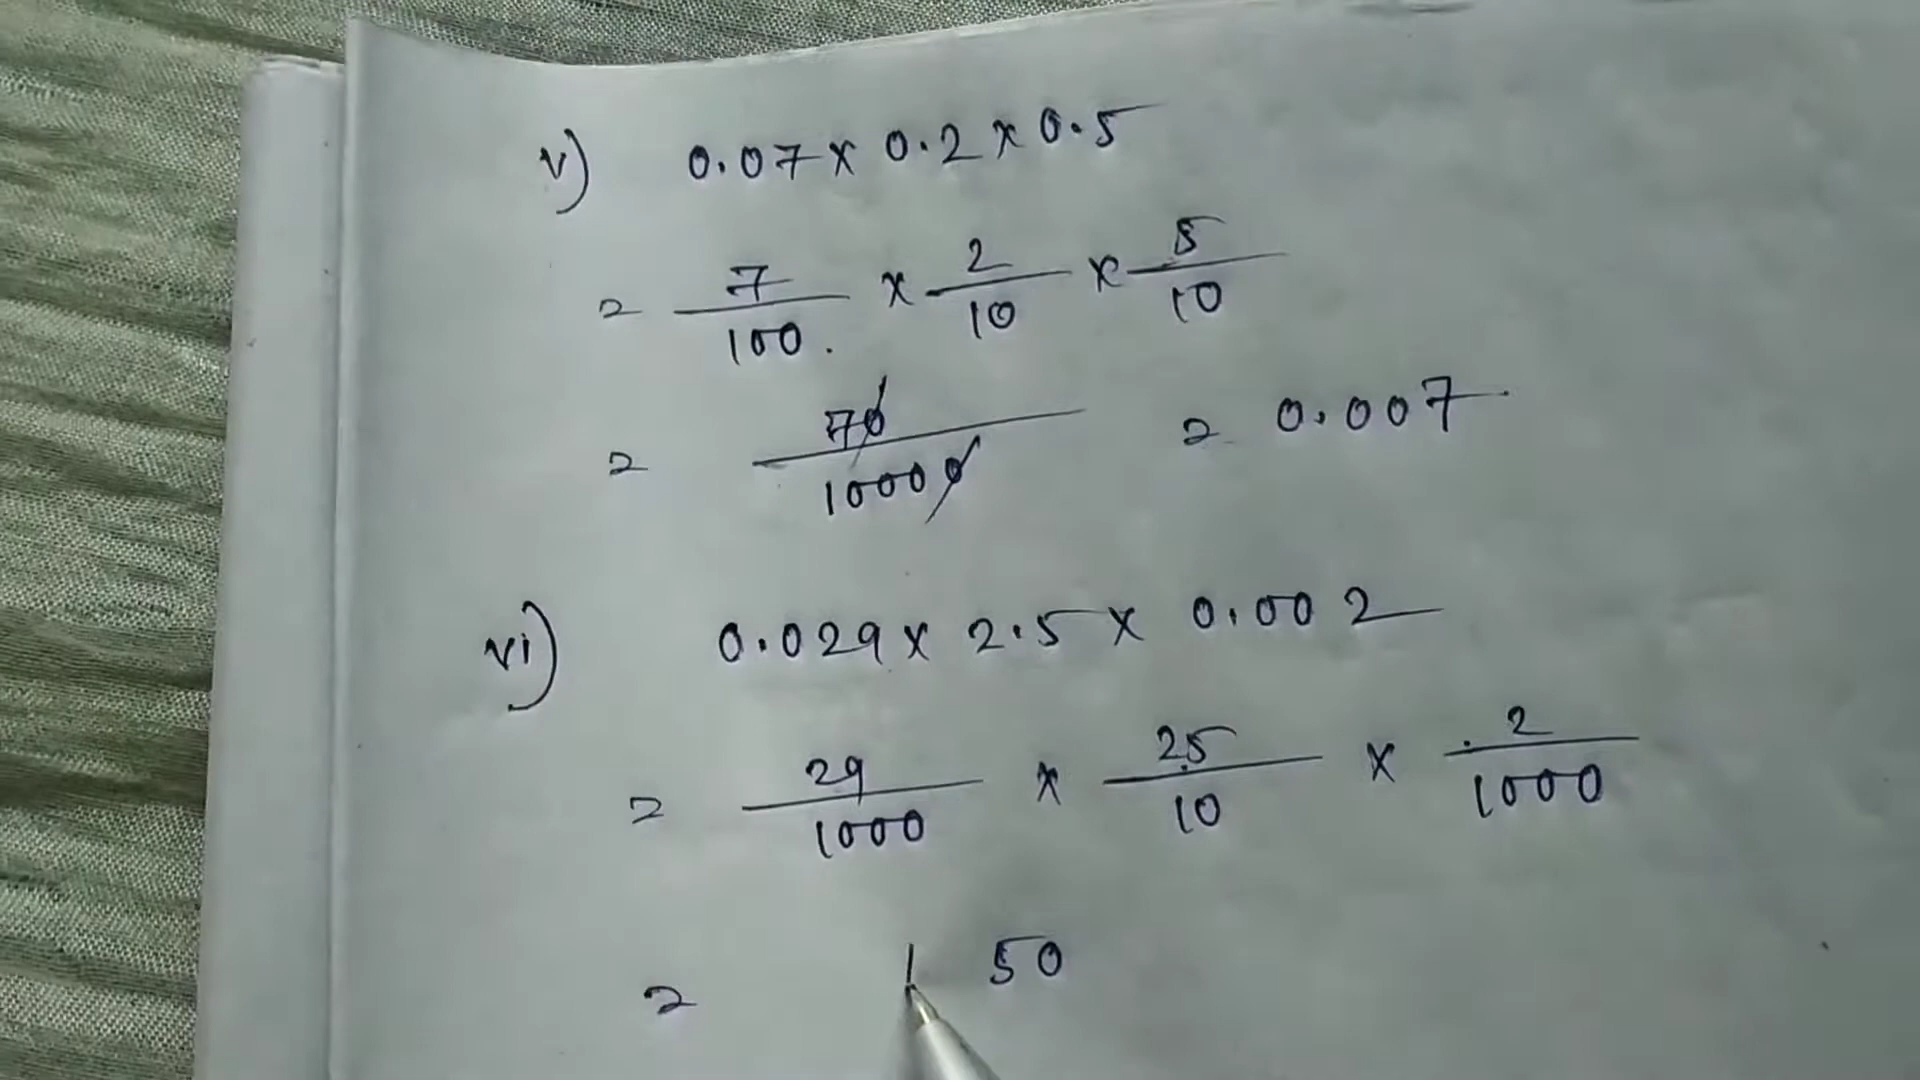 v) 0.07 x 0.2 x 0.5
= 7/100 x 2/10 x 5/10
= 70/10000 = 0.007
vi) 0.029 x 2.5 x 0.002
= 29/1000 x 25/10 x 2/1000
= 1 50